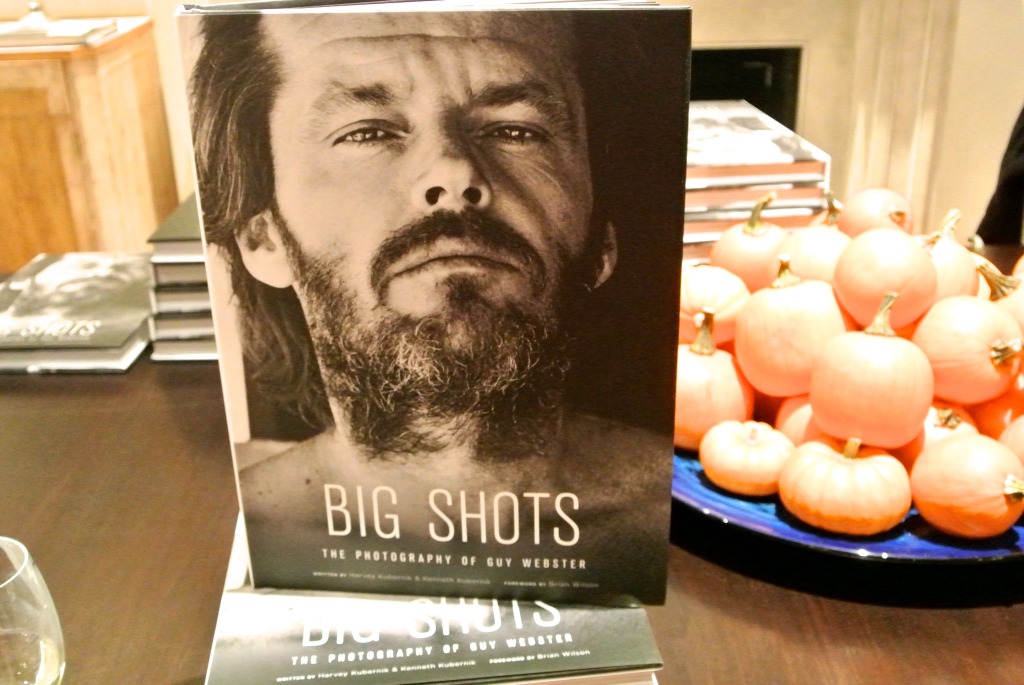 BIG SHOTS
THE PHOTOGRAPHY OF GUY WEBSTER
WRITTEN BY Harvey Kubernik & Kenneth Kubernik FOREWORD BY Brian Wilson
BIG SHOTS
THE PHOTOGRAPHY OF GUY WEBSTER
WRITTEN BY Harvey Kubernik & Kenneth Kubernik FOREWORD BY Brian Wilson
SHOTS